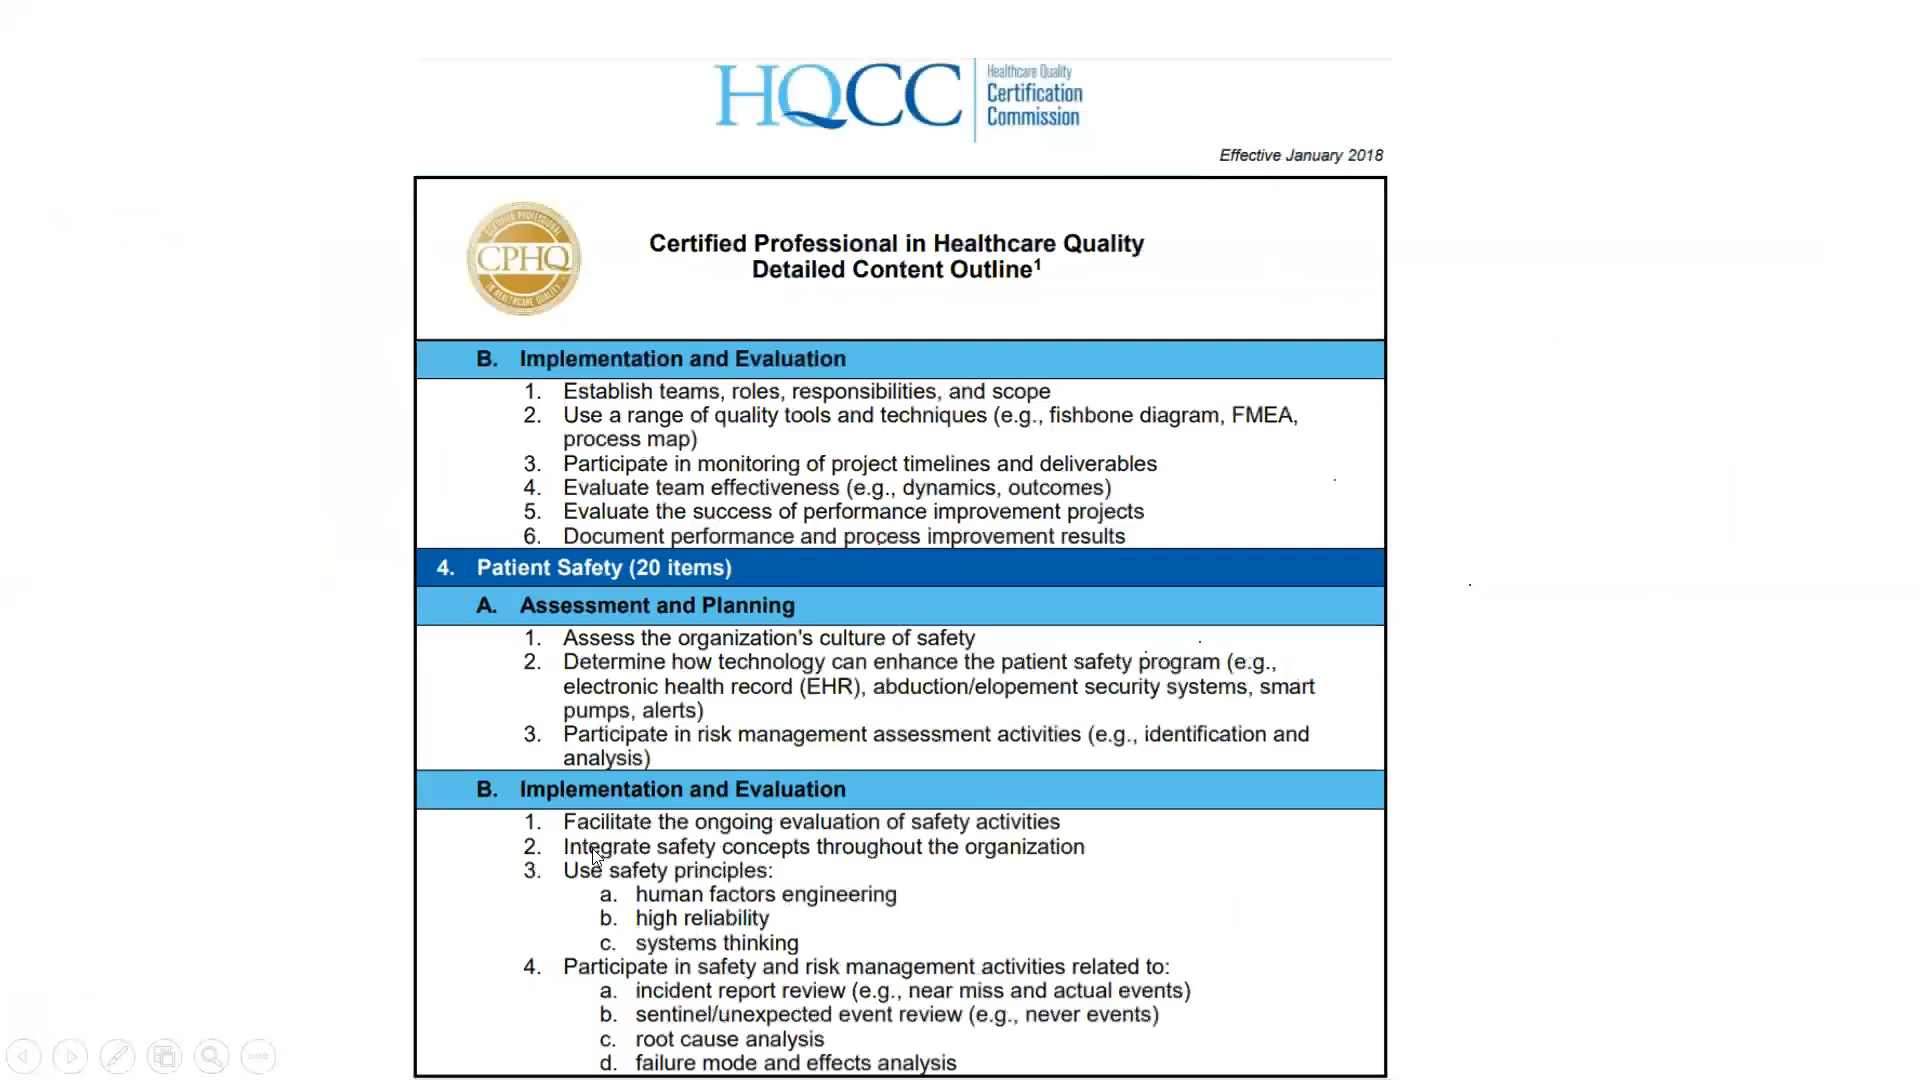 HQCC
Healthcare Quality
Certification
Commission
Effective January 2018
CERTIFIED PROFESSIONAL
CPHQ
IN HEALTHCARE QUALITY
Certified Professional in Healthcare Quality
Detailed Content Outline¹
B. Implementation and Evaluation
1. Establish teams, roles, responsibilities, and scope
2. Use a range of quality tools and techniques (e.g., fishbone diagram, FMEA,
process map)
3. Participate in monitoring of project timelines and deliverables
4. Evaluate team effectiveness (e.g., dynamics, outcomes)
5. Evaluate the success of performance improvement projects
6. Document performance and process improvement results
4. Patient Safety (20 items)
A. Assessment and Planning
1. Assess the organization's culture of safety
2. Determine how technology can enhance the patient safety program (e.g.,
electronic health record (EHR), abduction/elopement security systems, smart
pumps, alerts)
3. Participate in risk management assessment activities (e.g., identification and
analysis)
B. Implementation and Evaluation
1. Facilitate the ongoing evaluation of safety activities
2. Integrate safety concepts throughout the organization
3. Use safety principles:
a. human factors engineering
b. high reliability
c. systems thinking
4. Participate in safety and risk management activities related to:
a. incident report review (e.g., near miss and actual events)
b. sentinel/unexpected event review (e.g., never events)
c. root cause analysis
d. failure mode and effects analysis